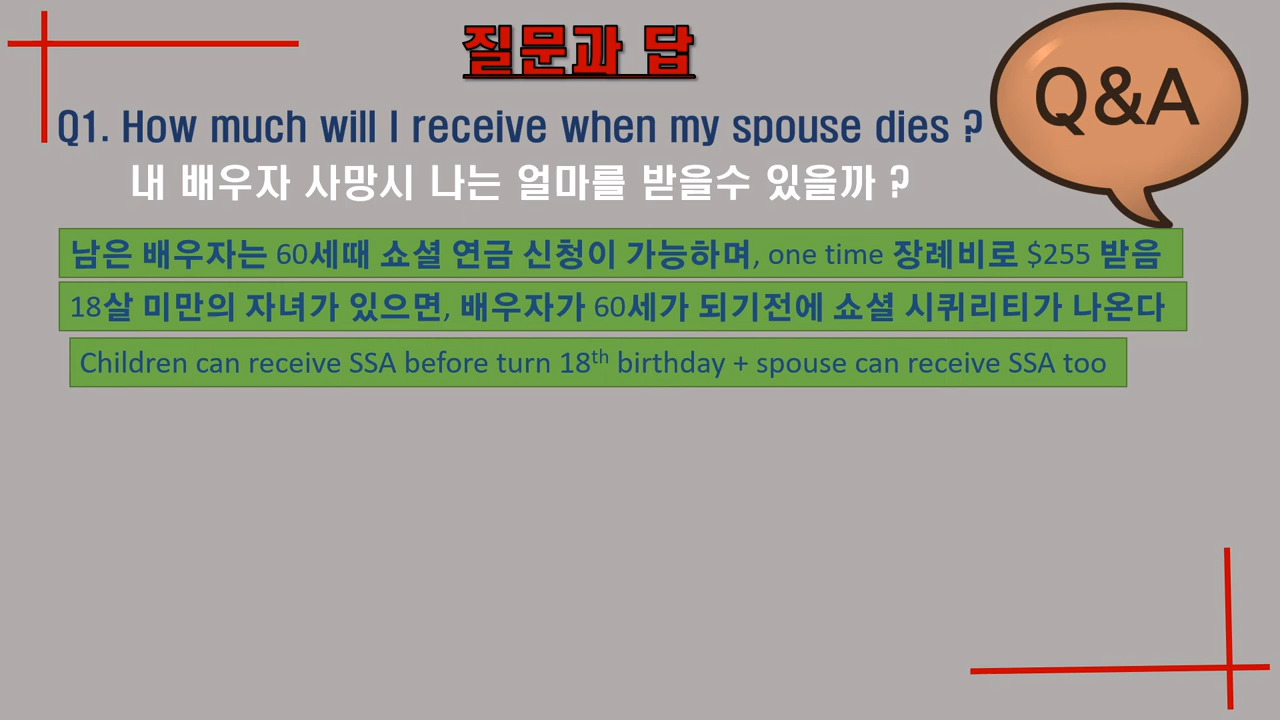 질문과 답
Q&A
Q1. How much will I receive when my spouse dies ?
내 배우자 사망시 나는 얼마를 받을수 있을까 ?
남은 배우자는 60세때 쇼셜 연금 신청이 가능하며, one time 장례비로 $255 받음
18살 미만의 자녀가 있으면, 배우자가 60세가 되기전에 쇼셜 시퀴리티가 나온다
Children can receive SSA before turn 18th birthday + spouse can receive SSA too